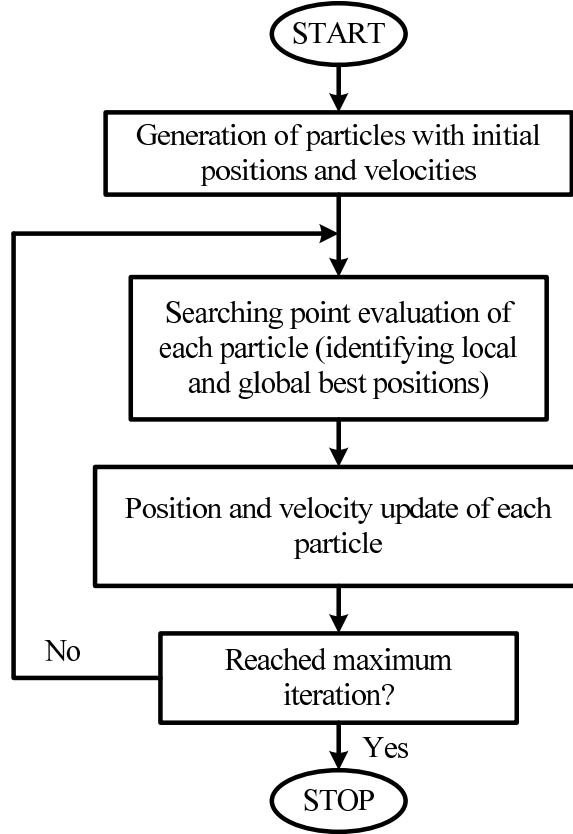 START
Generation of particles with initial
positions and velocities
Searching point evaluation of
each particle (identifying local
and global best positions)
Position and velocity update of each
particle
No
Reached maximum
iteration?
Yes
STOP